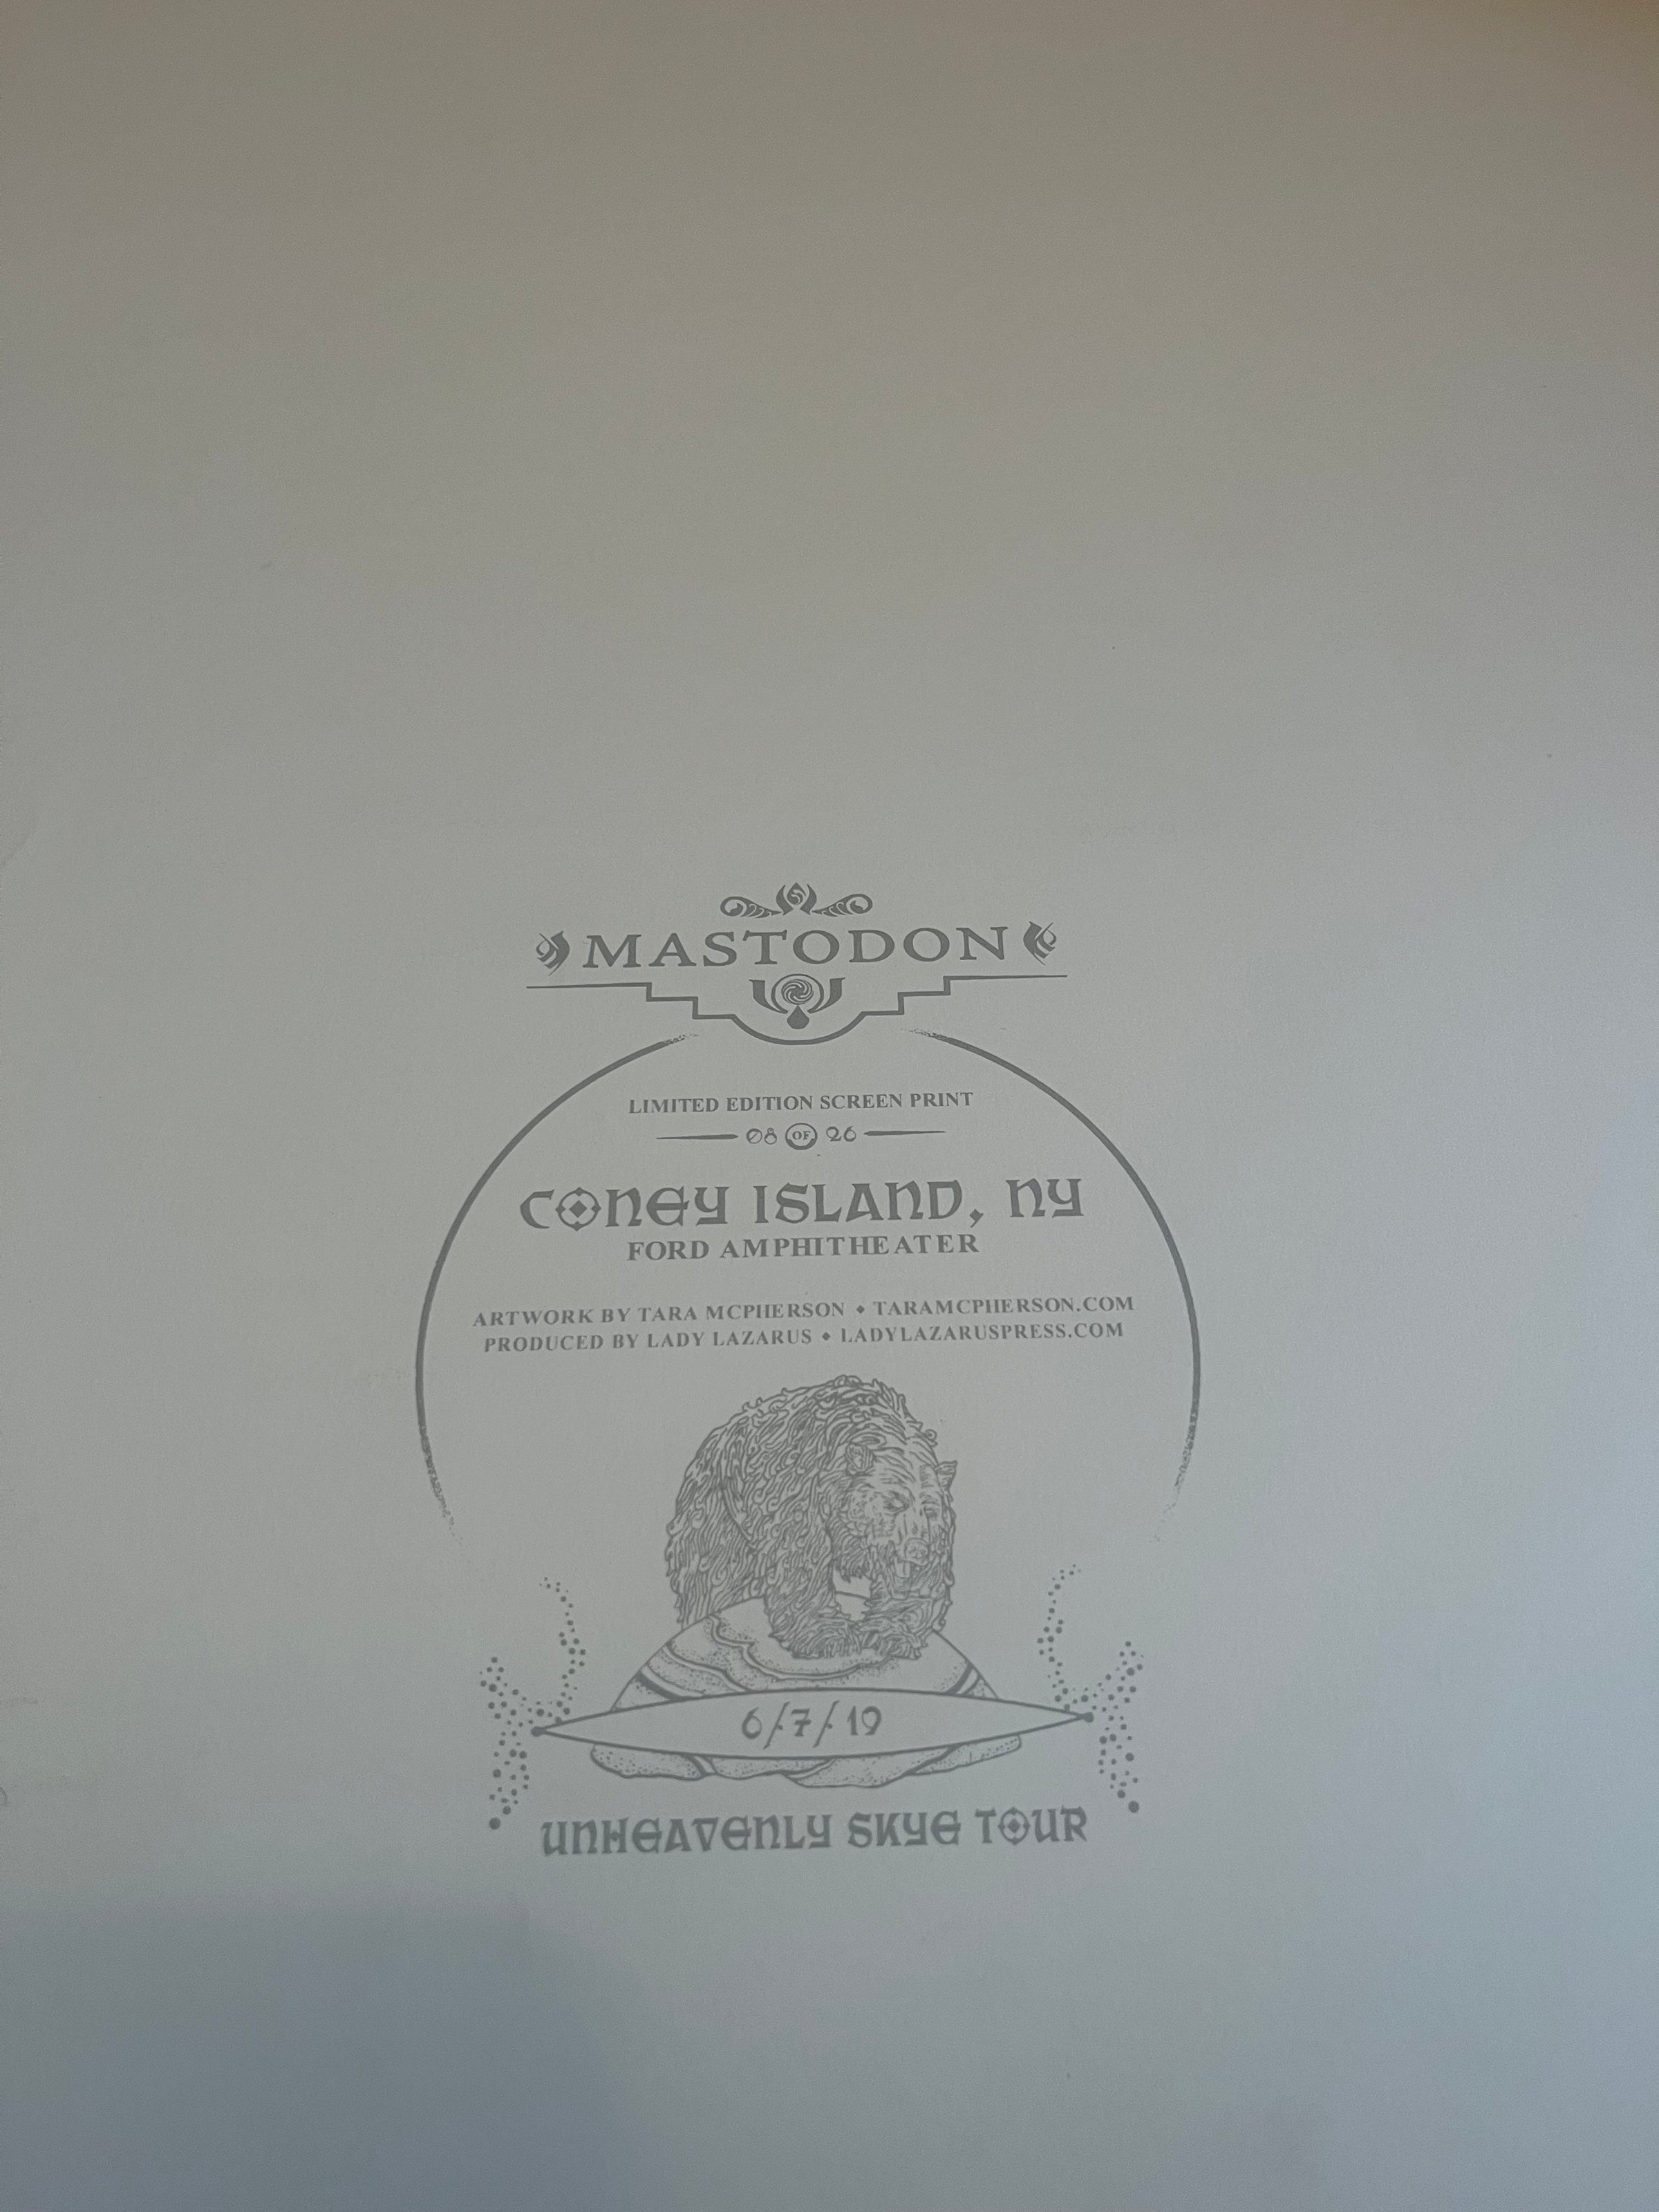 MASTODON
LIMITED EDITION SCREEN PRINT
08 OF 26
CONEY ISLAND, NY
FORD AMPHITHEATER
ARTWORK BY TARA MCPHERSON • TARAMCPHERSON.COM
PRODUCED BY LADY LAZARUS • LADYLAZARUSPRESS.COM
6/7/19
UNHEAVENLY SKYE TOUR